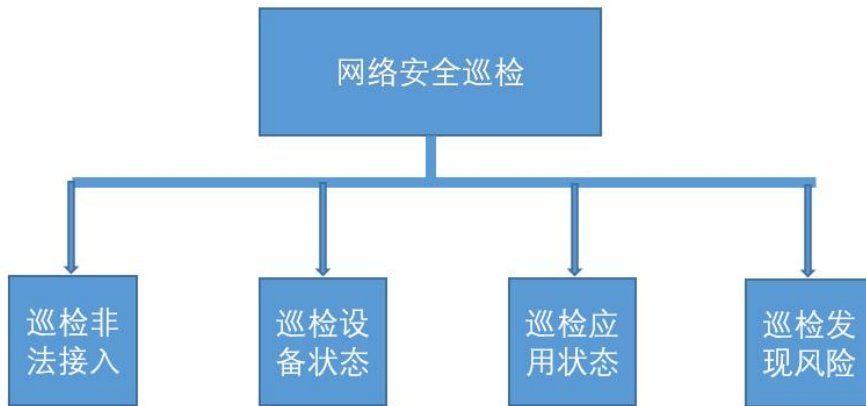 网络安全巡检
巡检非
法接入
巡检设
备状态
巡检应
用状态
巡检发
现风险